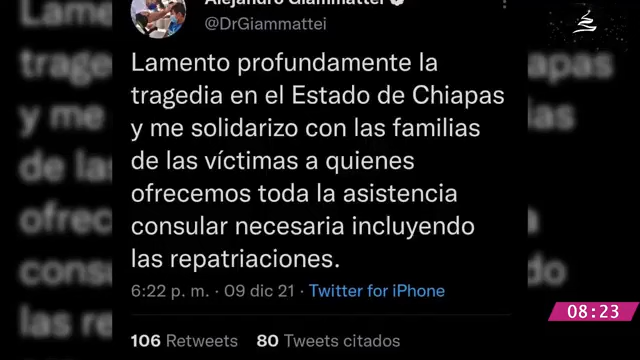 Alejandro Giammattei
@DrGiammattei
Lamento profundamente la
tragedia en el Estado de Chiapas
y me solidarizo con las familias
de las víctimas a quienes
ofrecemos toda la asistencia
consular necesaria incluyendo
las repatriaciones.
6:22 p. m. · 09 dic 21 · Twitter for iPhone
106 Retweets 80 Tweets citados
08:23